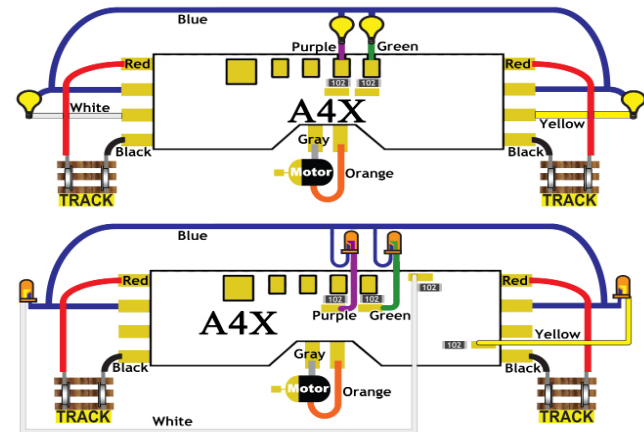 Blue
Purple
Green
Red
Red
102
102
White
A4X
Yellow
Black
Gray
Black
Motor
Orange
TRACK
TRACK
Blue
Red
Red
102
102
102
A4X
Purple
Green
Yellow
102
Gray
Black
Black
Motor
Orange
TRACK
TRACK
White